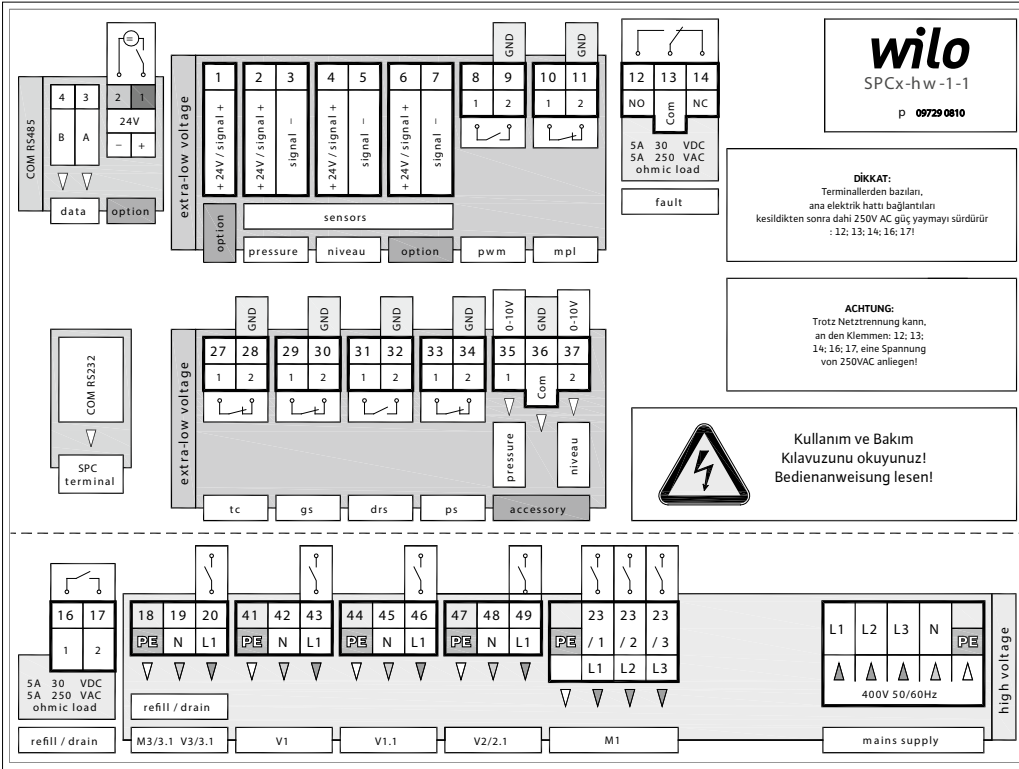 COM RS485
4 3
B A
data
2 1
24V
− +
option
extra-low voltage
GND GND
1 2 3 4 5 6 7 8 9 10 11
1 2 1 2
+ 24V / signal +
+ 24V / signal +
signal −
+ 24V / signal +
signal −
+ 24V / signal +
signal −
option
sensors
pressure niveau option pwm mpl
12 13 14
NO Com NC
5A 30 VDC
5A 250 VAC
ohmic load
fault
wilo
SPCx-hw-1-1
p 09729 0810
DİKKAT:
Terminallerden bazıları,
ana elektrik hattı bağlantıları
kesildikten sonra dahi 250V AC güç yaymayı sürdürür
: 12; 13; 14; 16; 17!
ACHTUNG:
Trotz Netztrennung kann,
an den Klemmen: 12; 13;
14; 16; 17, eine Spannung
von 250VAC anliegen!
COM RS232
SPC
terminal
extra-low voltage
GND GND GND GND 0-10V GND 0-10V
27 28 29 30 31 32 33 34 35 36 37
1 2 1 2 1 2 1 2 1 Com 2
pressure
niveau
tc gs drs ps accessory
Kullanım ve Bakım
Kılavuzunu okuyunuz!
Bedienanweisung lesen!
16 17
1 2
5A 30 VDC
5A 250 VAC
ohmic load
refill / drain
18 19 20 41 42 43 44 45 46 47 48 49
PE N L1 PE N L1 PE N L1 PE N L1
23 23 23
PE / 1 / 2 / 3
L1 L2 L3
refill / drain
M3/3.1 V3/3.1 V1 V1.1 V2/2.1 M1
L1 L2 L3 N PE
400V 50/60Hz
mains supply
high voltage